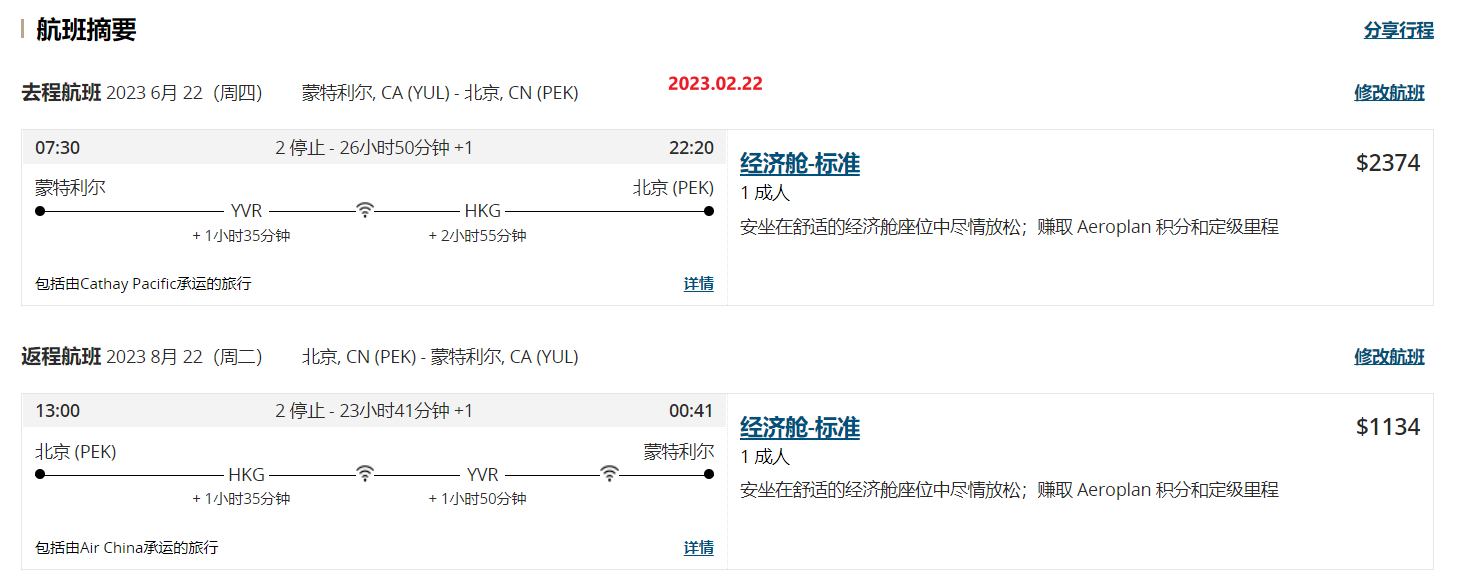 航班摘要
分享行程
去程航班 2023 6月 22 (周四) 蒙特利尔, CA (YUL) - 北京, CN (PEK)
2023.02.22
修改航班
07:30 2 停止 - 26小时50分钟 +1 22:20
蒙特利尔 北京 (PEK)
YVR HKG
+ 1小时35分钟 + 2小时55分钟
包括由Cathay Pacific承运的旅行 详情
经济舱-标准 $2374
1 成人
安坐在舒适的经济舱座位中尽情放松；赚取 Aeroplan 积分和定级里程
返程航班 2023 8月 22 (周二) 北京, CN (PEK) - 蒙特利尔, CA (YUL)
修改航班
13:00 2 停止 - 23小时41分钟 +1 00:41
北京 (PEK) 蒙特利尔
HKG YVR
+ 1小时35分钟 + 1小时50分钟
包括由Air China承运的旅行 详情
经济舱-标准 $1134
1 成人
安坐在舒适的经济舱座位中尽情放松；赚取 Aeroplan 积分和定级里程